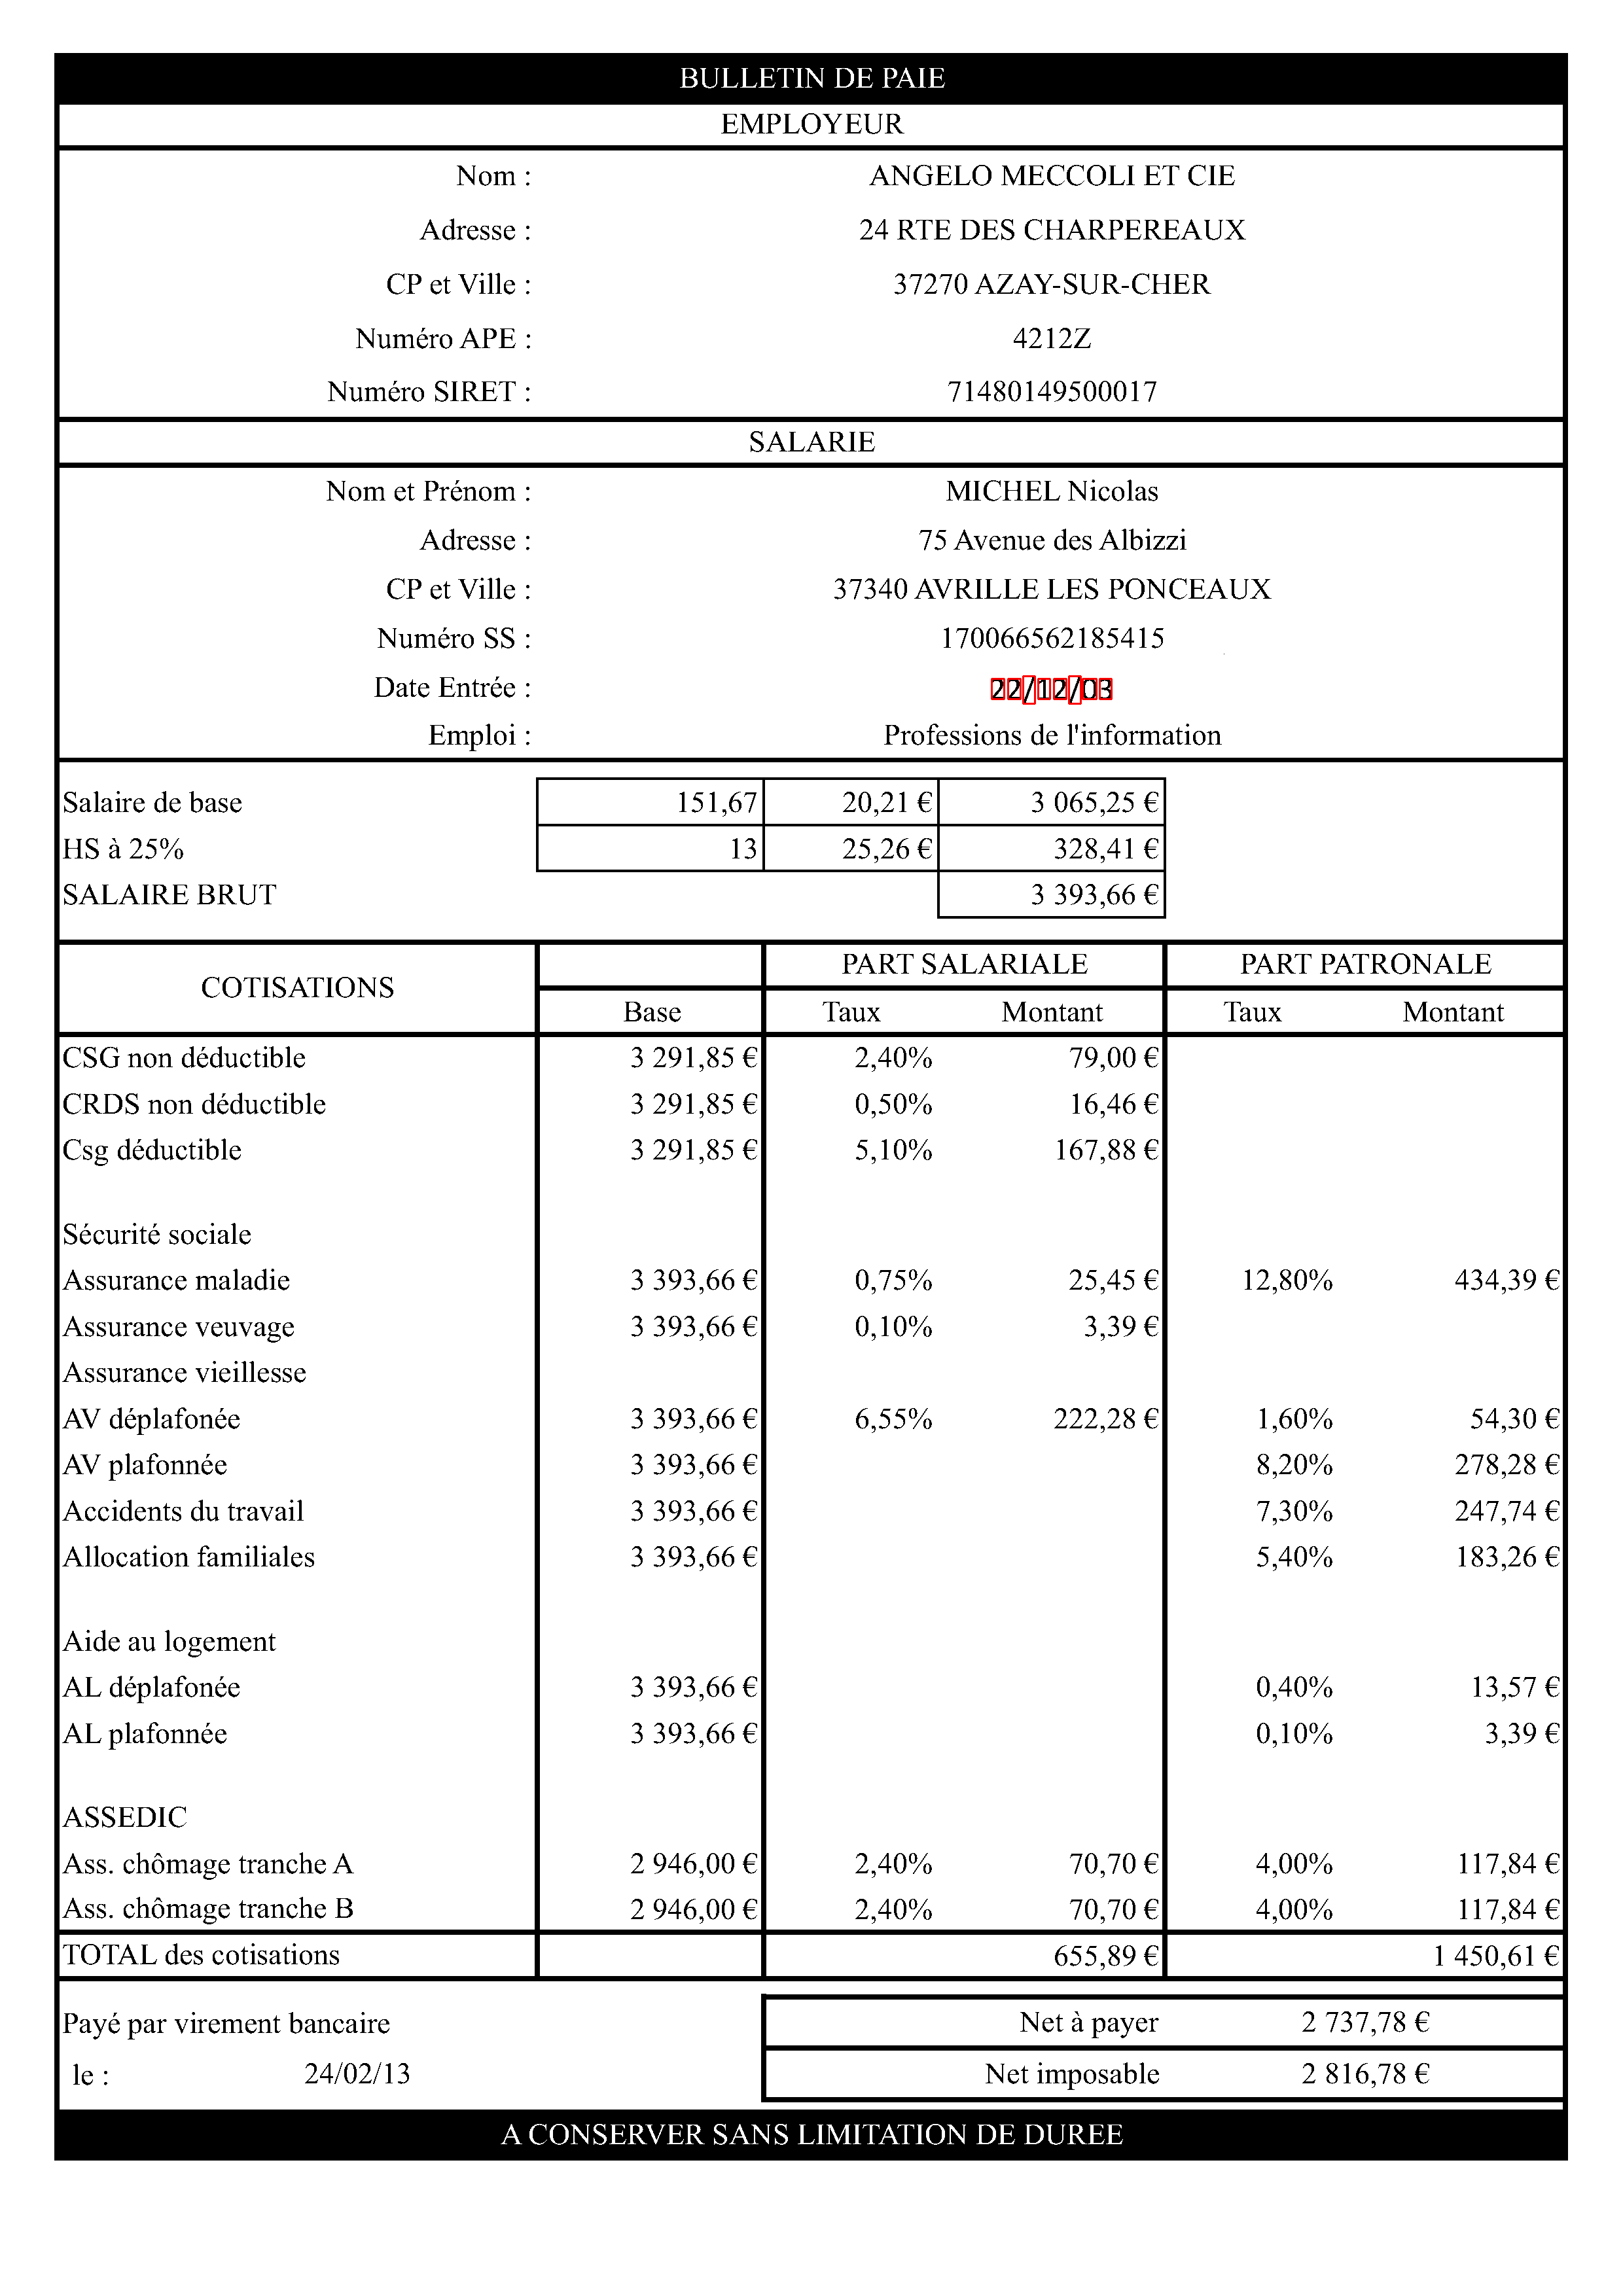 BULLETIN DE PAIE
EMPLOYEUR
Nom : ANGELO MECCOLI ET CIE
Adresse : 24 RTE DES CHARPEREAUX
CP et Ville : 37270 AZAY-SUR-CHER
Numéro APE : 4212Z
Numéro SIRET : 71480149500017
SALARIE
Nom et Prénom : MICHEL Nicolas
Adresse : 75 Avenue des Albizzi
CP et Ville : 37340 AVRILLE LES PONCEAUX
Numéro SS : 170066562185415
Date Entrée : 22/12/03
Emploi : Professions de l'information
Salaire de base 151,67 20,21 € 3 065,25 €
HS à 25% 13 25,26 € 328,41 €
SALAIRE BRUT 3 393,66 €
COTISATIONS PART SALARIALE PART PATRONALE
Base Taux Montant Taux Montant
CSG non déductible 3 291,85 € 2,40% 79,00 €
CRDS non déductible 3 291,85 € 0,50% 16,46 €
Csg déductible 3 291,85 € 5,10% 167,88 €
Sécurité sociale
Assurance maladie 3 393,66 € 0,75% 25,45 € 12,80% 434,39 €
Assurance veuvage 3 393,66 € 0,10% 3,39 €
Assurance vieillesse
AV déplafonée 3 393,66 € 6,55% 222,28 € 1,60% 54,30 €
AV plafonnée 3 393,66 € 8,20% 278,28 €
Accidents du travail 3 393,66 € 7,30% 247,74 €
Allocation familiales 3 393,66 € 5,40% 183,26 €
Aide au logement
AL déplafonée 3 393,66 € 0,40% 13,57 €
AL plafonnée 3 393,66 € 0,10% 3,39 €
ASSEDIC
Ass. chômage tranche A 2 946,00 € 2,40% 70,70 € 4,00% 117,84 €
Ass. chômage tranche B 2 946,00 € 2,40% 70,70 € 4,00% 117,84 €
TOTAL des cotisations 655,89 € 1 450,61 €
Payé par virement bancaire Net à payer 2 737,78 €
le : 24/02/13 Net imposable 2 816,78 €
A CONSERVER SANS LIMITATION DE DUREE